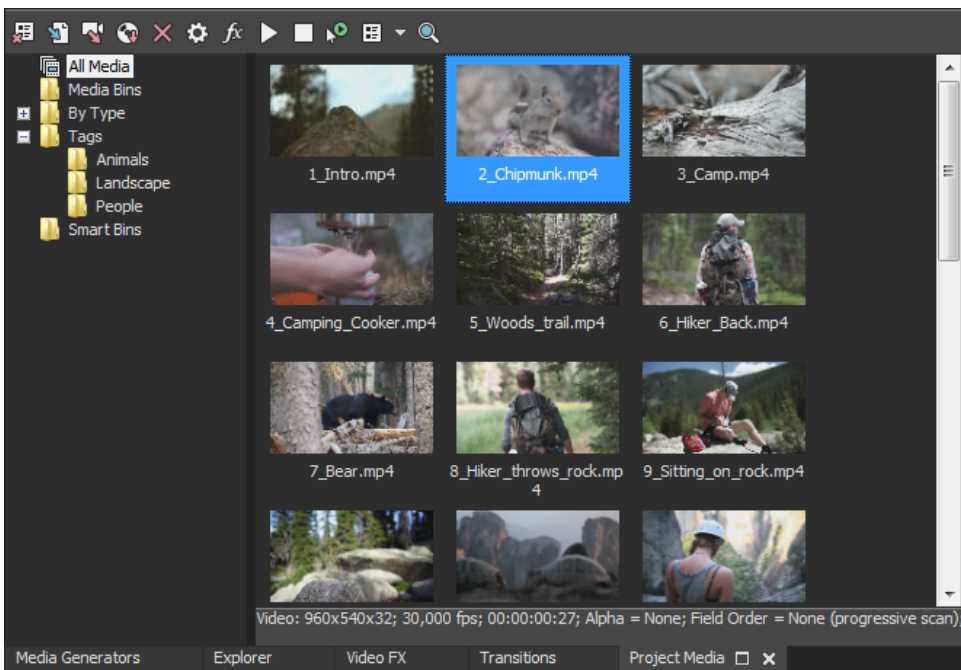 fx
All Media
Media Bins
By Type
Tags
Animals
Landscape
People
Smart Bins
1_Intro.mp4
2_Chipmunk.mp4
3_Camp.mp4
4_Camping_Cooker.mp4
5_Woods_trail.mp4
6_Hiker_Back.mp4
7_Bear.mp4
8_Hiker_throws_rock.mp
4
9_Sitting_on_rock.mp4
Video: 960x540x32; 30,000 fps; 00:00:00:27; Alpha = None; Field Order = None (progressive scan);
Media Generators
Explorer
Video FX
Transitions
Project Media